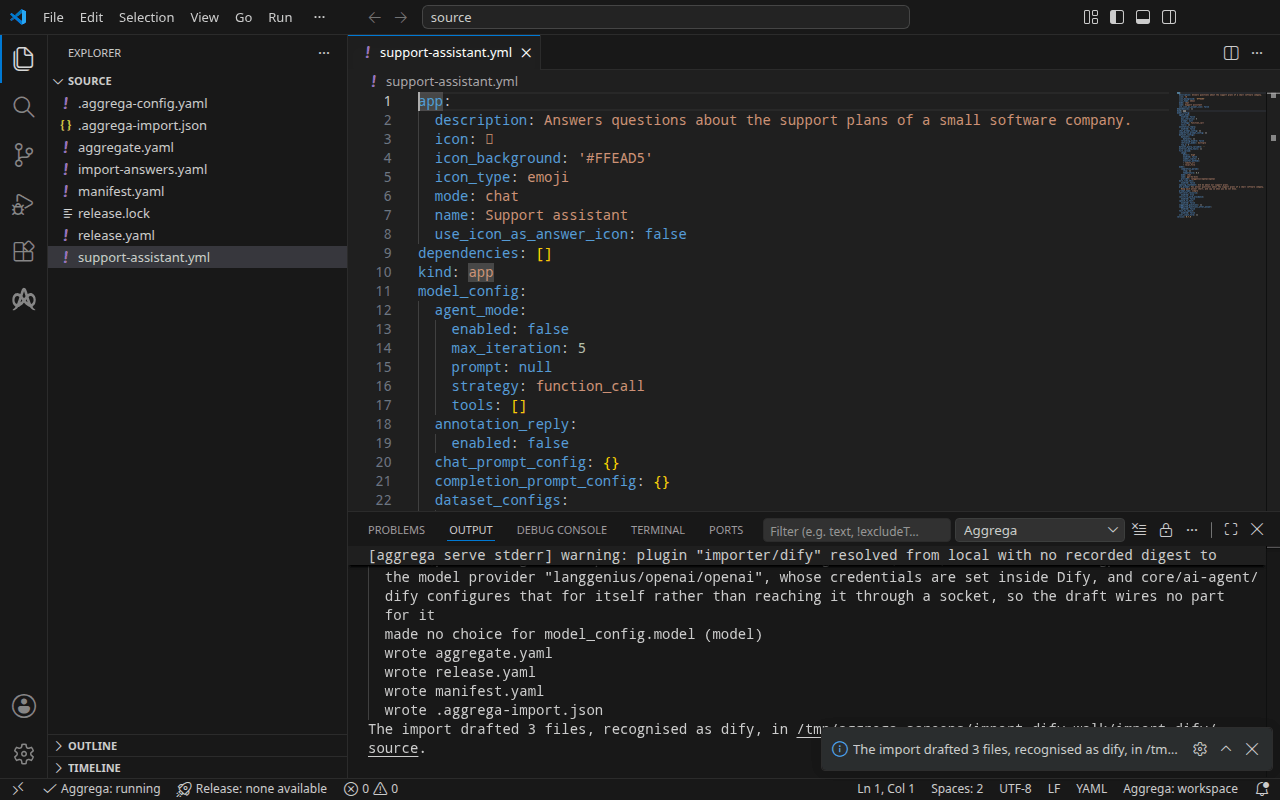 File Edit Selection View Go Run ···
source
EXPLORER
SOURCE
.aggrega-config.yaml
.aggrega-import.json
aggregate.yaml
import-answers.yaml
manifest.yaml
release.lock
release.yaml
support-assistant.yml
OUTLINE
TIMELINE
support-assistant.yml
support-assistant.yml
1 app:
2 description: Answers questions about the support plans of a small software company.
3 icon:
4 icon_background: '#FFEAD5'
5 icon_type: emoji
6 mode: chat
7 name: Support assistant
8 use_icon_as_answer_icon: false
9 dependencies: []
10 kind: app
11 model_config:
12 agent_mode:
13 enabled: false
14 max_iteration: 5
15 prompt: null
16 strategy: function_call
17 tools: []
18 annotation_reply:
19 enabled: false
20 chat_prompt_config: {}
21 completion_prompt_config: {}
22 dataset_configs:
PROBLEMS OUTPUT DEBUG CONSOLE TERMINAL PORTS
Filter (e.g. text, !excludeT...
Aggrega
[aggrega serve stderr] warning: plugin "importer/dify" resolved from local with no recorded digest to
the model provider "langgenius/openai/openai", whose credentials are set inside Dify, and core/ai-agent/
dify configures that for itself rather than reaching it through a socket, so the draft wires no part
for it
made no choice for model_config.model (model)
wrote aggregate.yaml
wrote release.yaml
wrote manifest.yaml
wrote .aggrega-import.json
The import drafted 3 files, recognised as dify, in
source.
The import drafted 3 files, recognised as dify, in /tm...
Aggrega: running Release: none available 0 0
Ln 1, Col 1 Spaces: 2 UTF-8 LF YAML Aggrega: workspace